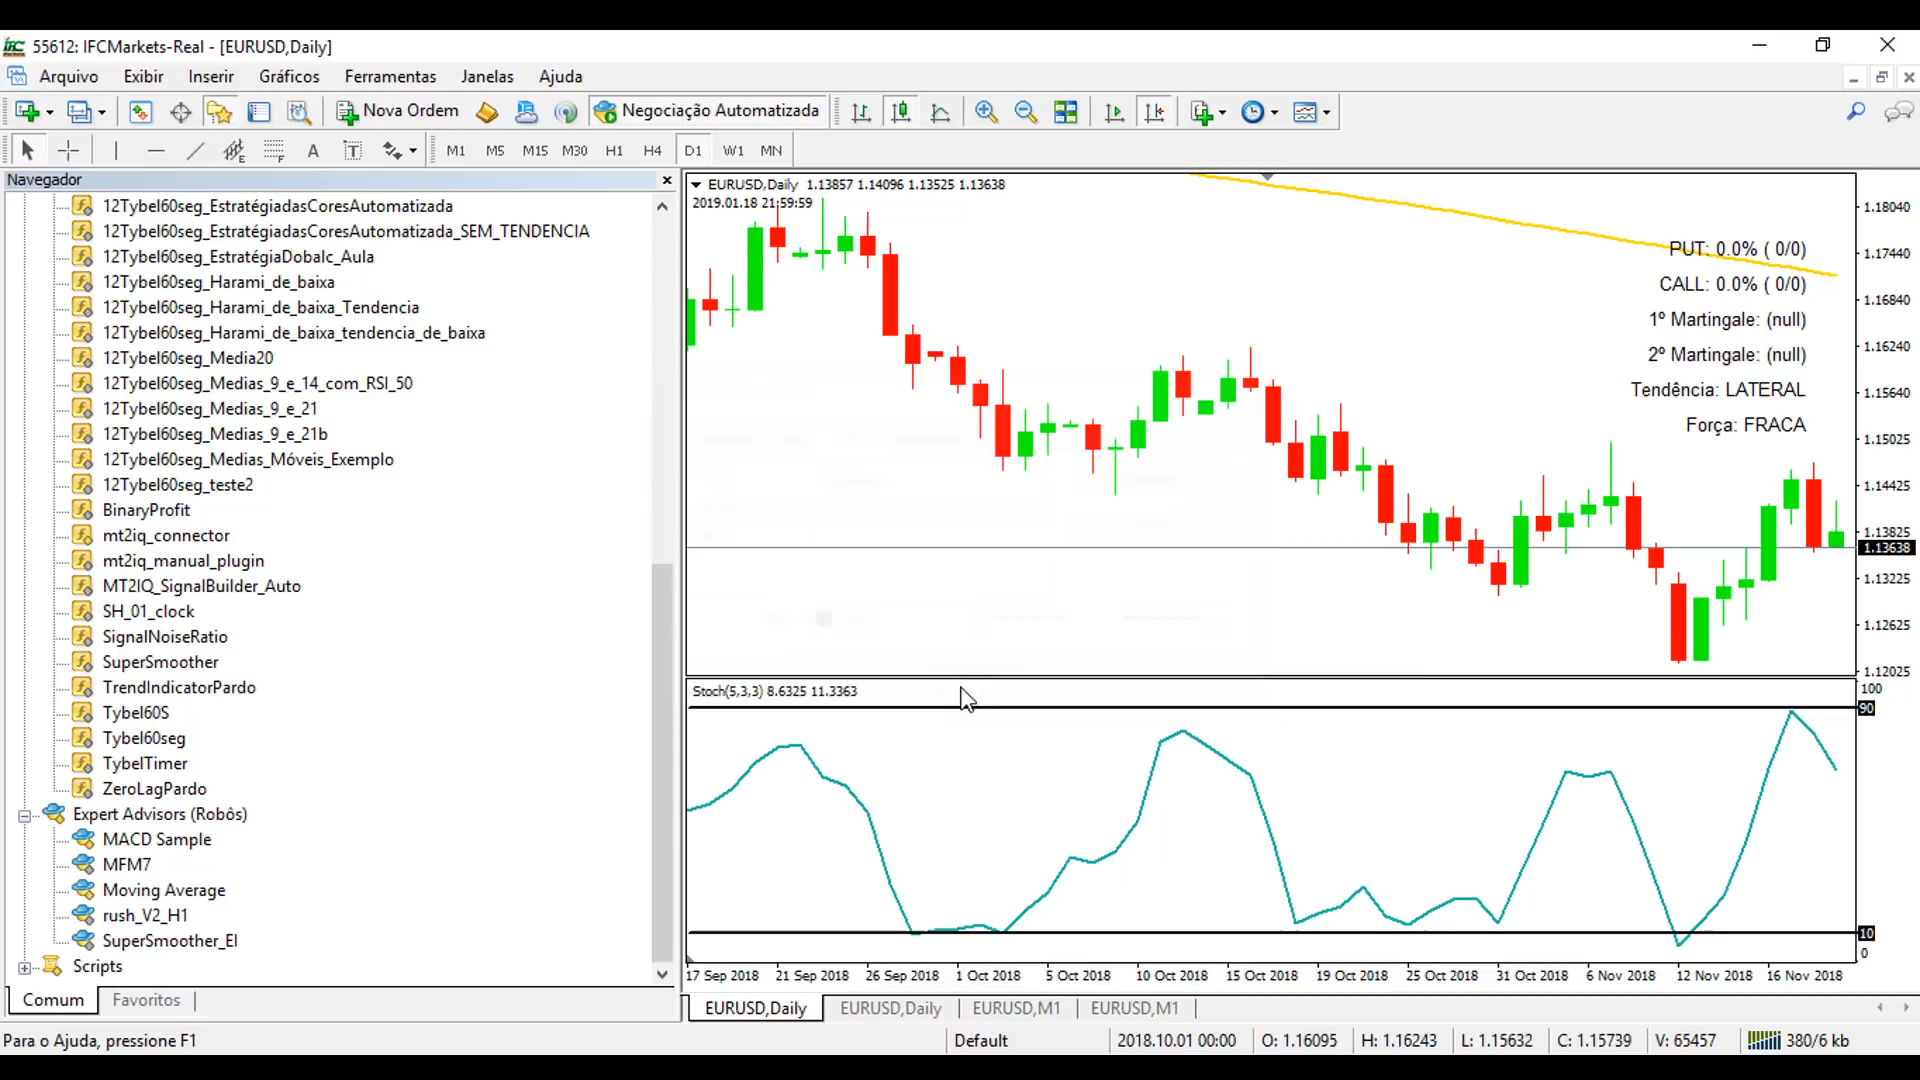 55612: IFCMarkets-Real - [EURUSD,Daily]
Arquivo Exibir Inserir Gráficos Ferramentas Janelas Ajuda
Nova Ordem Negociação Automatizada
A T M1 M5 M15 M30 H1 H4 D1 W1 MN
Navegador
12Tybel60seg_EstratégiadasCoresAutomatizada
12Tybel60seg_EstratégiadasCoresAutomatizada_SEM_TENDENCIA
12Tybel60seg_EstratégiaDobalc_Aula
12Tybel60seg_Harami_de_baixa
12Tybel60seg_Harami_de_baixa_Tendencia
12Tybel60seg_Harami_de_baixa_tendencia_de_baixa
12Tybel60seg_Media20
12Tybel60seg_Medias_9_e_14_com_RSI_50
12Tybel60seg_Medias_9_e_21
12Tybel60seg_Medias_9_e_21b
12Tybel60seg_Medias_Móveis_Exemplo
12Tybel60seg_teste2
BinaryProfit
mt2iq_connector
mt2iq_manual_plugin
MT2IQ_SignalBuilder_Auto
SH_01_clock
SignalNoiseRatio
SuperSmoother
TrendIndicatorPardo
Tybel60S
Tybel60seg
TybelTimer
ZeroLagPardo
Expert Advisors (Robôs)
MACD Sample
MFM7
Moving Average
rush_V2_H1
SuperSmoother_EI
Scripts
Comum Favoritos
EURUSD,Daily 1.13857 1.14096 1.13525 1.13638
2019.01.18 21:59:59
PUT: 0.0% ( 0/0)
CALL: 0.0% ( 0/0)
1º Martingale: (null)
2º Martingale: (null)
Tendência: LATERAL
Força: FRACA
1.18040
1.17440
1.16840
1.16240
1.15640
1.15025
1.14425
1.13825
1.13638
1.13225
1.12625
1.12025
Stoch(5,3,3) 8.6325 11.3363
100
90
10
0
17 Sep 2018 21 Sep 2018 26 Sep 2018 1 Oct 2018 5 Oct 2018 10 Oct 2018 15 Oct 2018 19 Oct 2018 25 Oct 2018 31 Oct 2018 6 Nov 2018 12 Nov 2018 16 Nov 2018
EURUSD,Daily EURUSD,Daily EURUSD,M1 EURUSD,M1
Para o Ajuda, pressione F1 Default 2018.10.01 00:00 O: 1.16095 H: 1.16243 L: 1.15632 C: 1.15739 V: 65457 380/6 kb